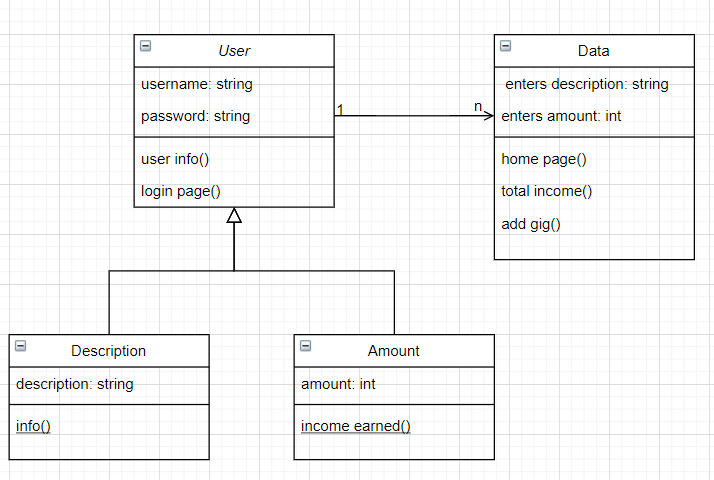 User
username: string
password: string
user info()
login page()
1
n
Data
enters description: string
enters amount: int
home page()
total income()
add gig()
Description
description: string
info()
Amount
amount: int
income earned()